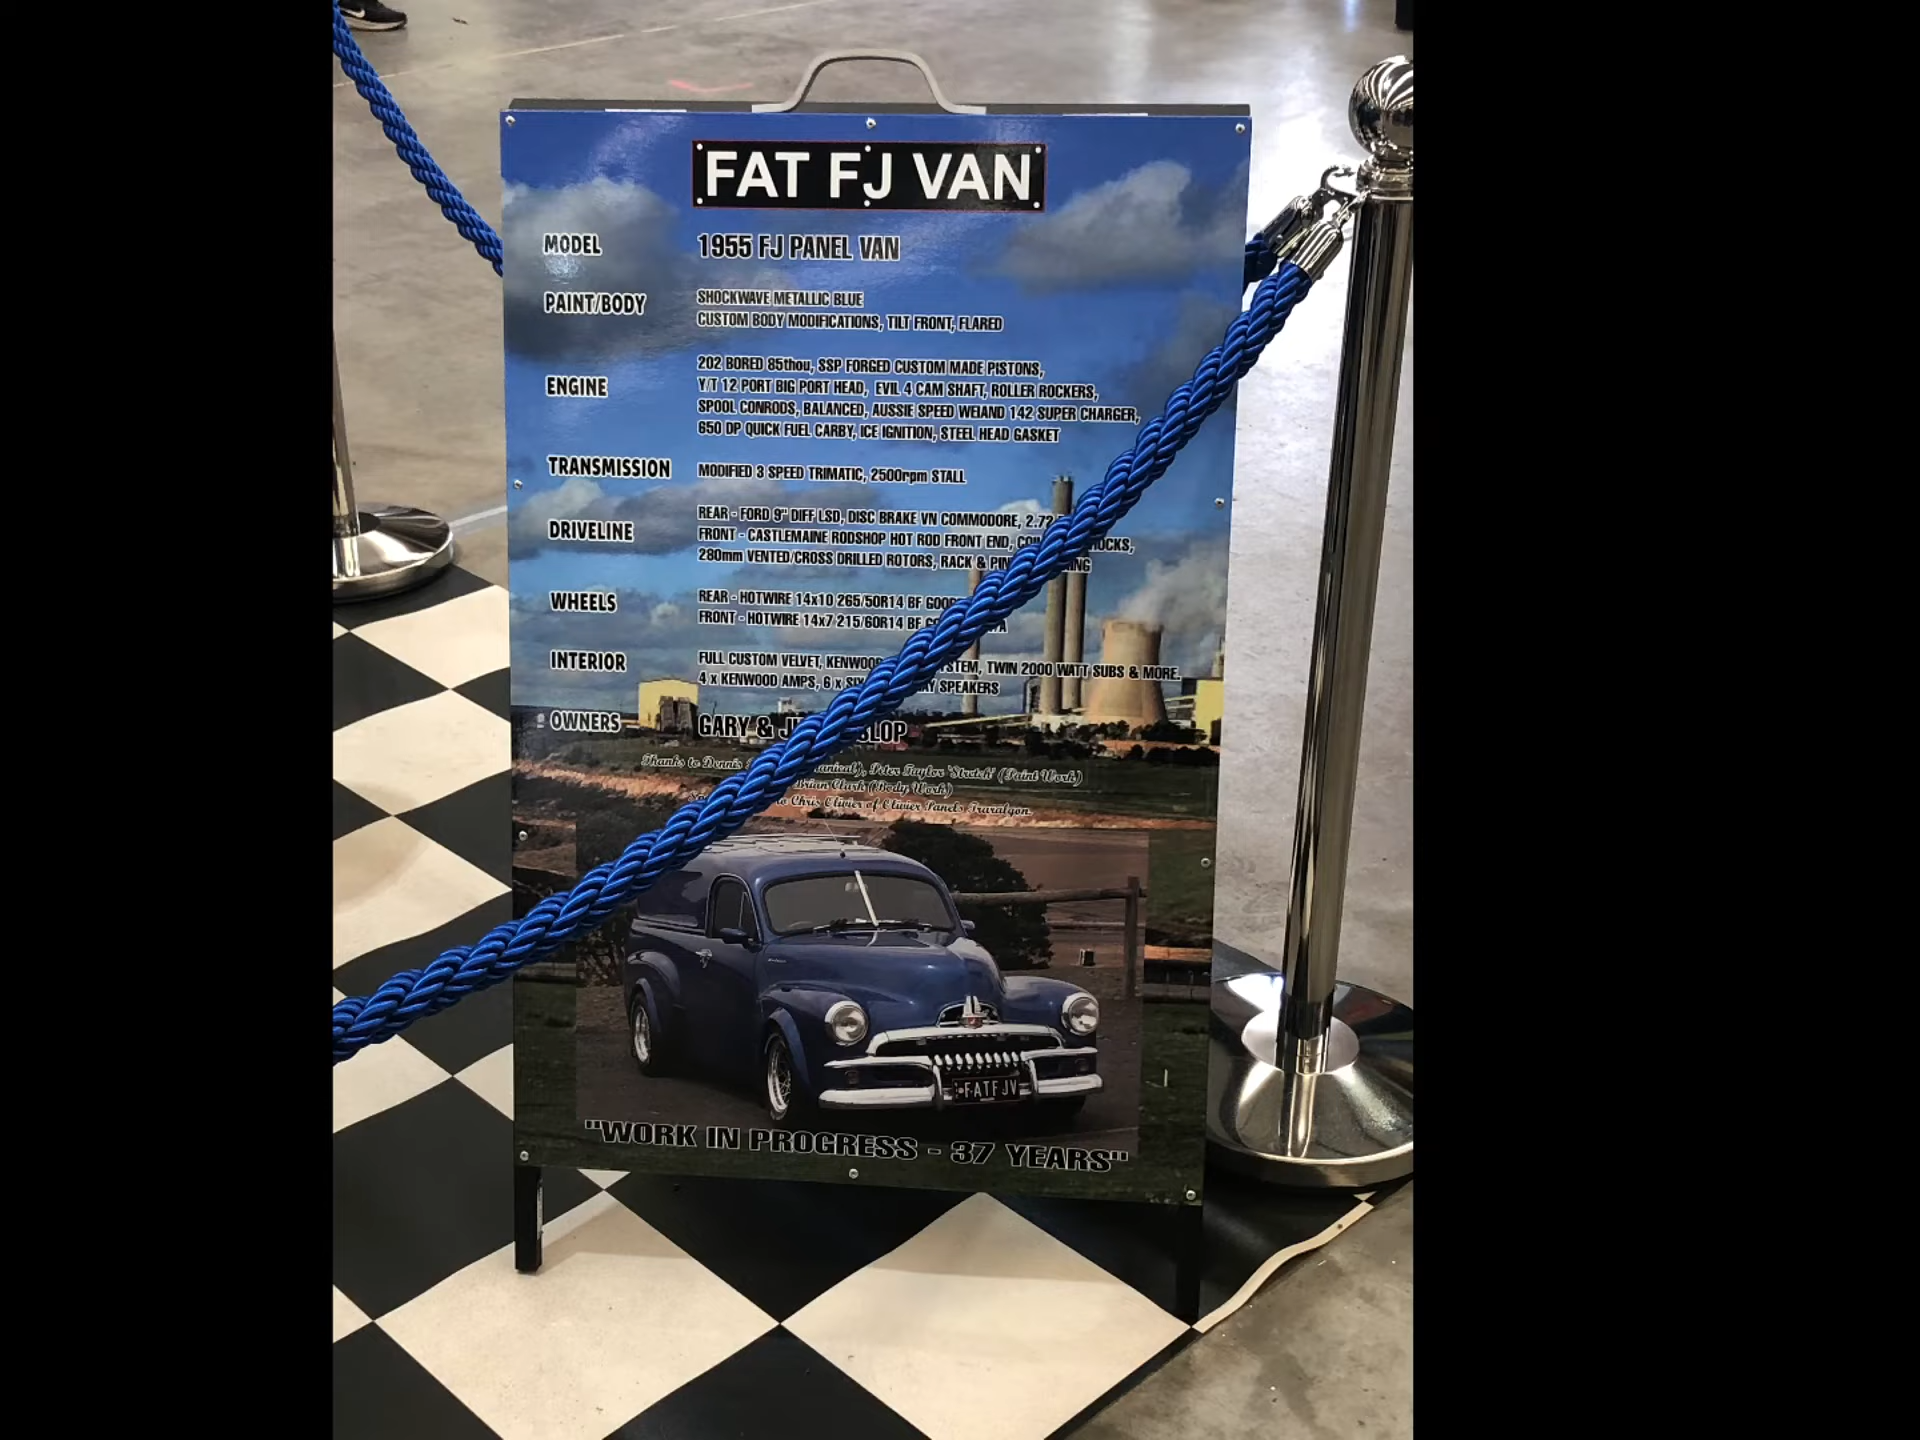 FAT FJ VAN
MODEL 1955 FJ PANEL VAN
PAINT/BODY SHOCKWAVE METALLIC BLUE
CUSTOM BODY MODIFICATIONS, TILT FRONT, FLARED
ENGINE 202 BORED 85thou, SSP FORGED CUSTOM MADE PISTONS,
Y/T 12 PORT BIG PORT HEAD, EVIL 4 CAM SHAFT, ROLLER ROCKERS,
SPOOL CONRODS, BALANCED, AUSSIE SPEED WEIAND 142 SUPER CHARGER,
650 DP QUICK FUEL CARBY, ICE IGNITION, STEEL HEAD GASKET
TRANSMISSION MODIFIED 3 SPEED TRIMATIC, 2500rpm STALL
DRIVELINE REAR - FORD 9" DIFF LSD, DISC BRAKE VN COMMODORE,
FRONT - CASTLEMAINE RODSHOP HOT ROD FRONT END,
280mm VENTED/CROSS DRILLED ROTORS, RACK &
WHEELS REAR - HOTWIRE 14x10 265/50R14 BF
FRONT - HOTWIRE 14x7 215/60R14 BF
INTERIOR FULL CUSTOM VELVET, TWIN 2000 WATT SUBS & MORE.
4 x KENWOOD AMPS, 6 x SPEAKERS
OWNERS GARY &
Thanks to Dennis Peter Taylor 'Stretch' (Paint Work)
Brian Clark (Body Work)
to Chris Olivier of Olivier Panels Traralgon.
FATFJV
"WORK IN PROGRESS - 37 YEARS"